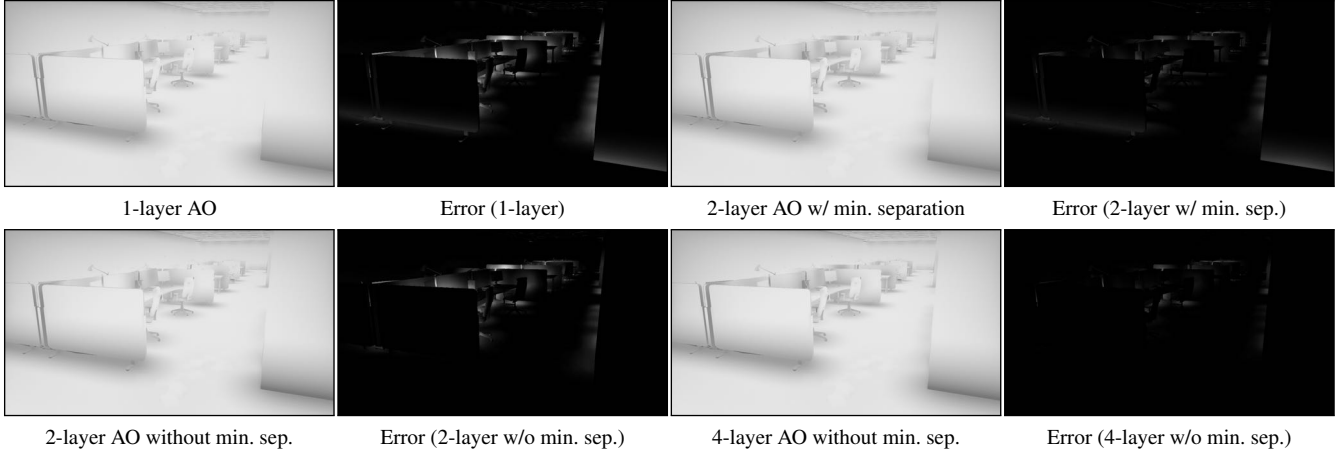 1-layer AO
Error (1-layer)
2-layer AO w/ min. separation
Error (2-layer w/ min. sep.)
2-layer AO without min. sep.
Error (2-layer w/o min. sep.)
4-layer AO without min. sep.
Error (4-layer w/o min. sep.)